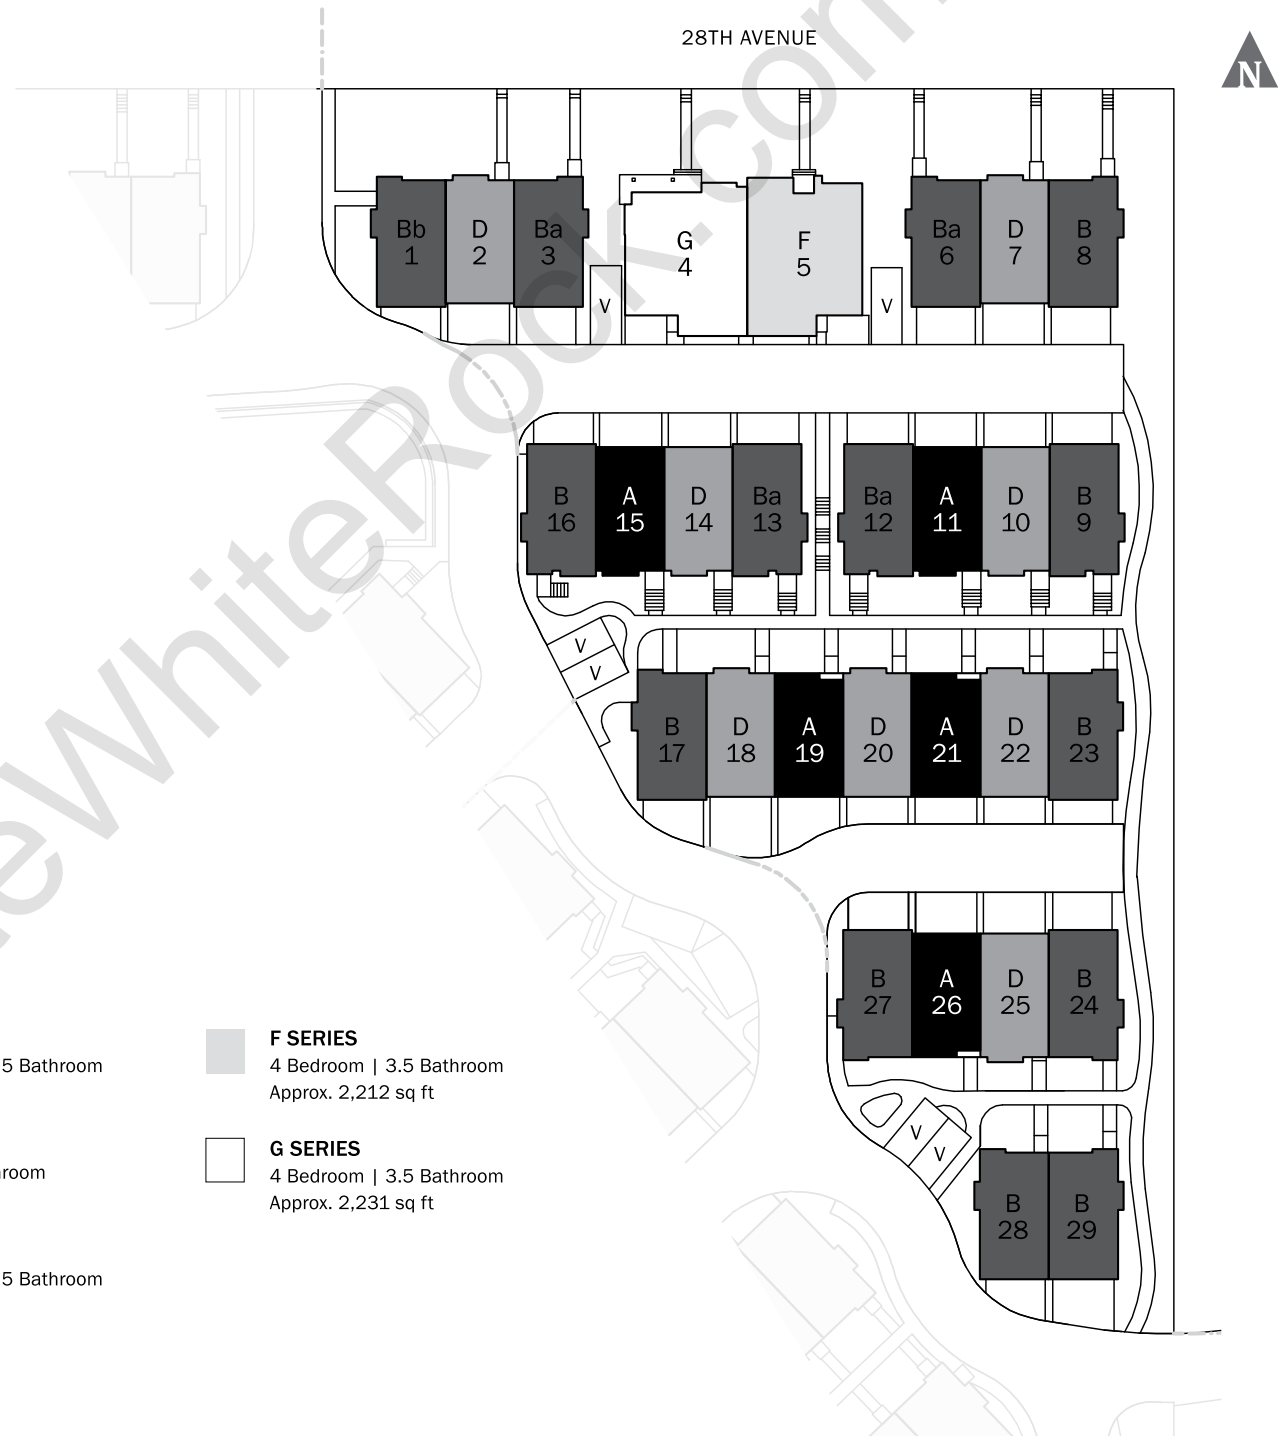 28TH AVENUE
N
Bb
1
D
2
Ba
3
V
G
4
F
5
V
Ba
6
D
7
B
8
B
16
A
15
D
14
Ba
13
Ba
12
A
11
D
10
B
9
V
V
B
17
D
18
A
19
D
20
A
21
D
22
B
23
B
27
A
26
D
25
B
24
V
V
B
28
B
29
5 Bathroom
room
5 Bathroom
F SERIES
4 Bedroom | 3.5 Bathroom
Approx. 2,212 sq ft
G SERIES
4 Bedroom | 3.5 Bathroom
Approx. 2,231 sq ft
eWhiteRock.com